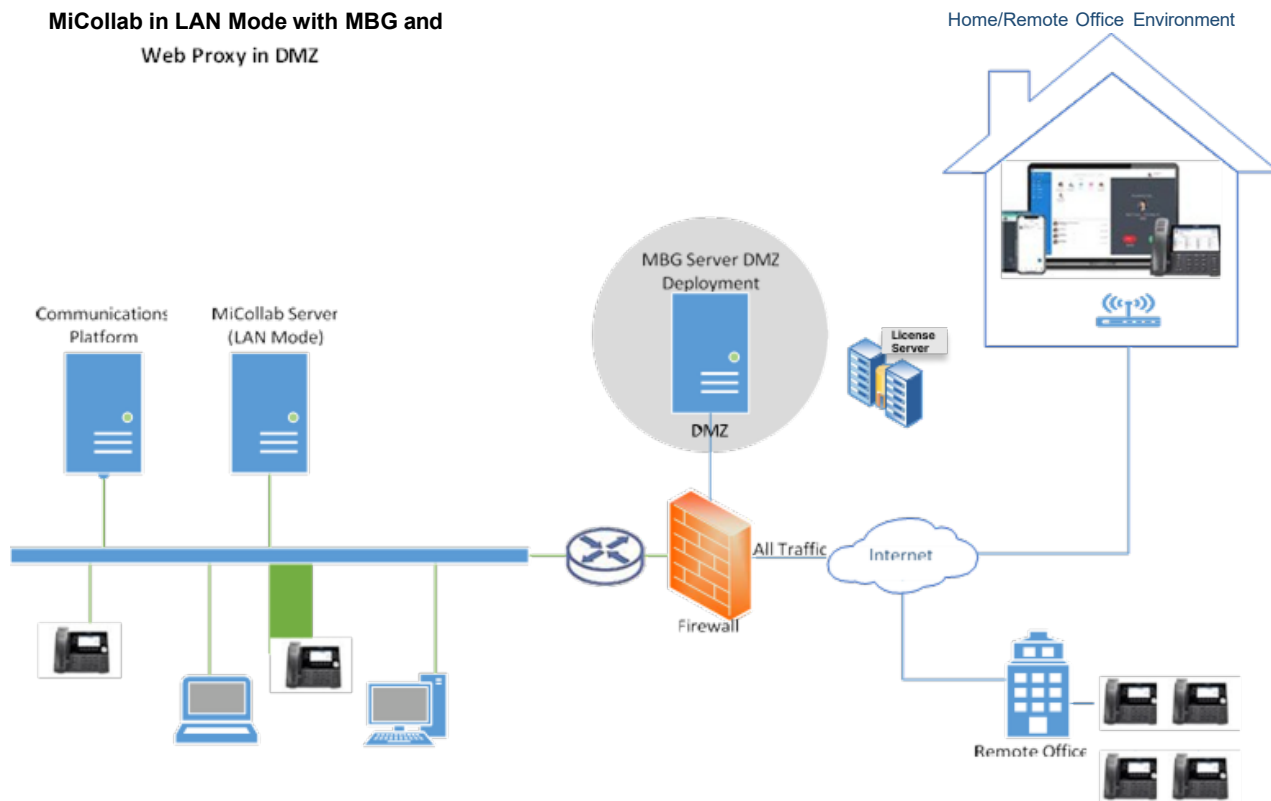 MiCollab in LAN Mode with MBG and
Web Proxy in DMZ
Home/Remote Office Environment
MBG Server DMZ
Deployment
Communications
Platform
MiCollab Server
(LAN Mode)
License
Server
DMZ
All Traffic
Internet
Firewall
Remote Office